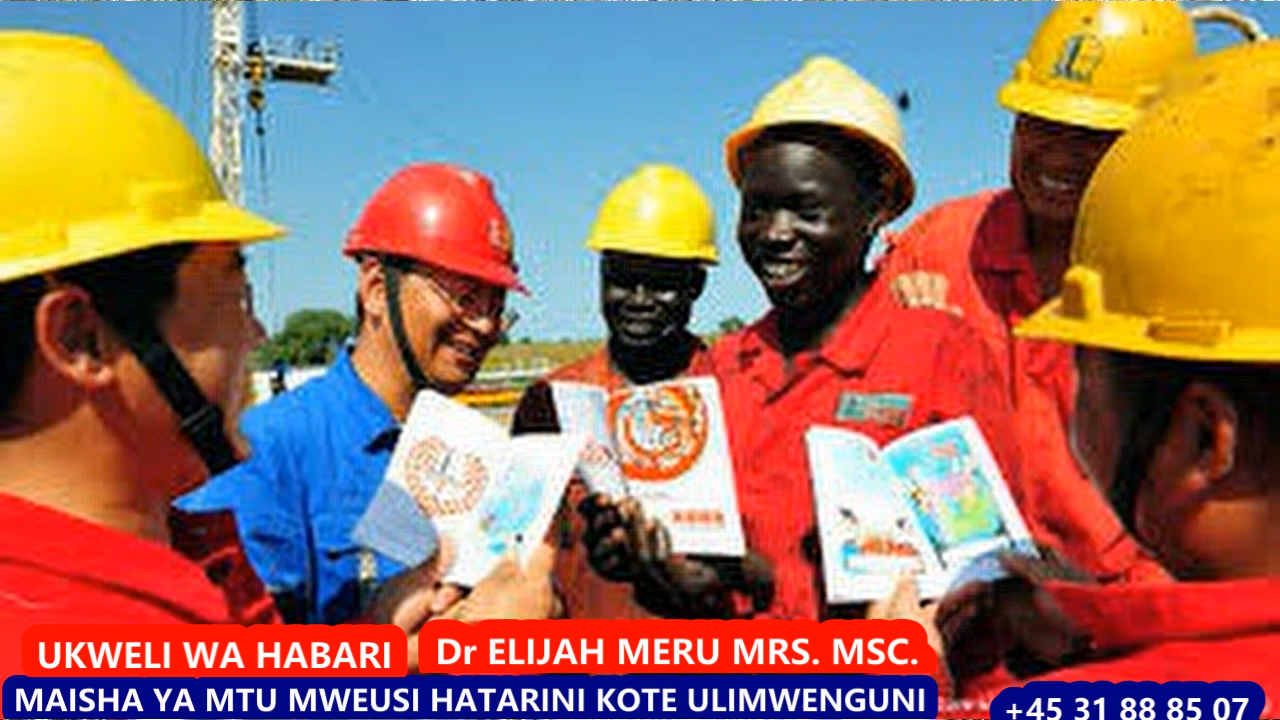 UKWELI WA HABARI
Dr ELIJAH MERU MRS. MSC.
MAISHA YA MTU MWEUSI HATARINI KOTE ULIMWENGUNI
+45 31 88 85 07